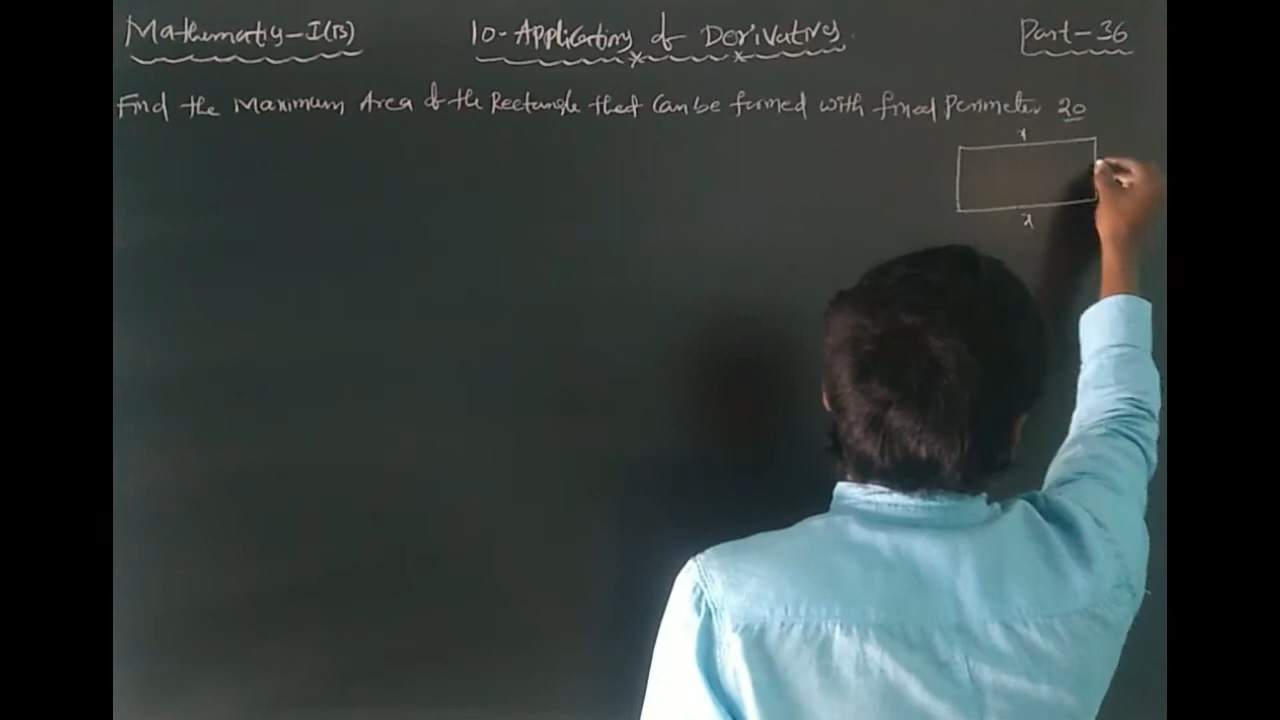 Mathematics-I(B) 10. Applications of Derivatives Part-36
Find the Maximum Area of the Rectangle that can be formed with fixed Perimeter 20
x
x